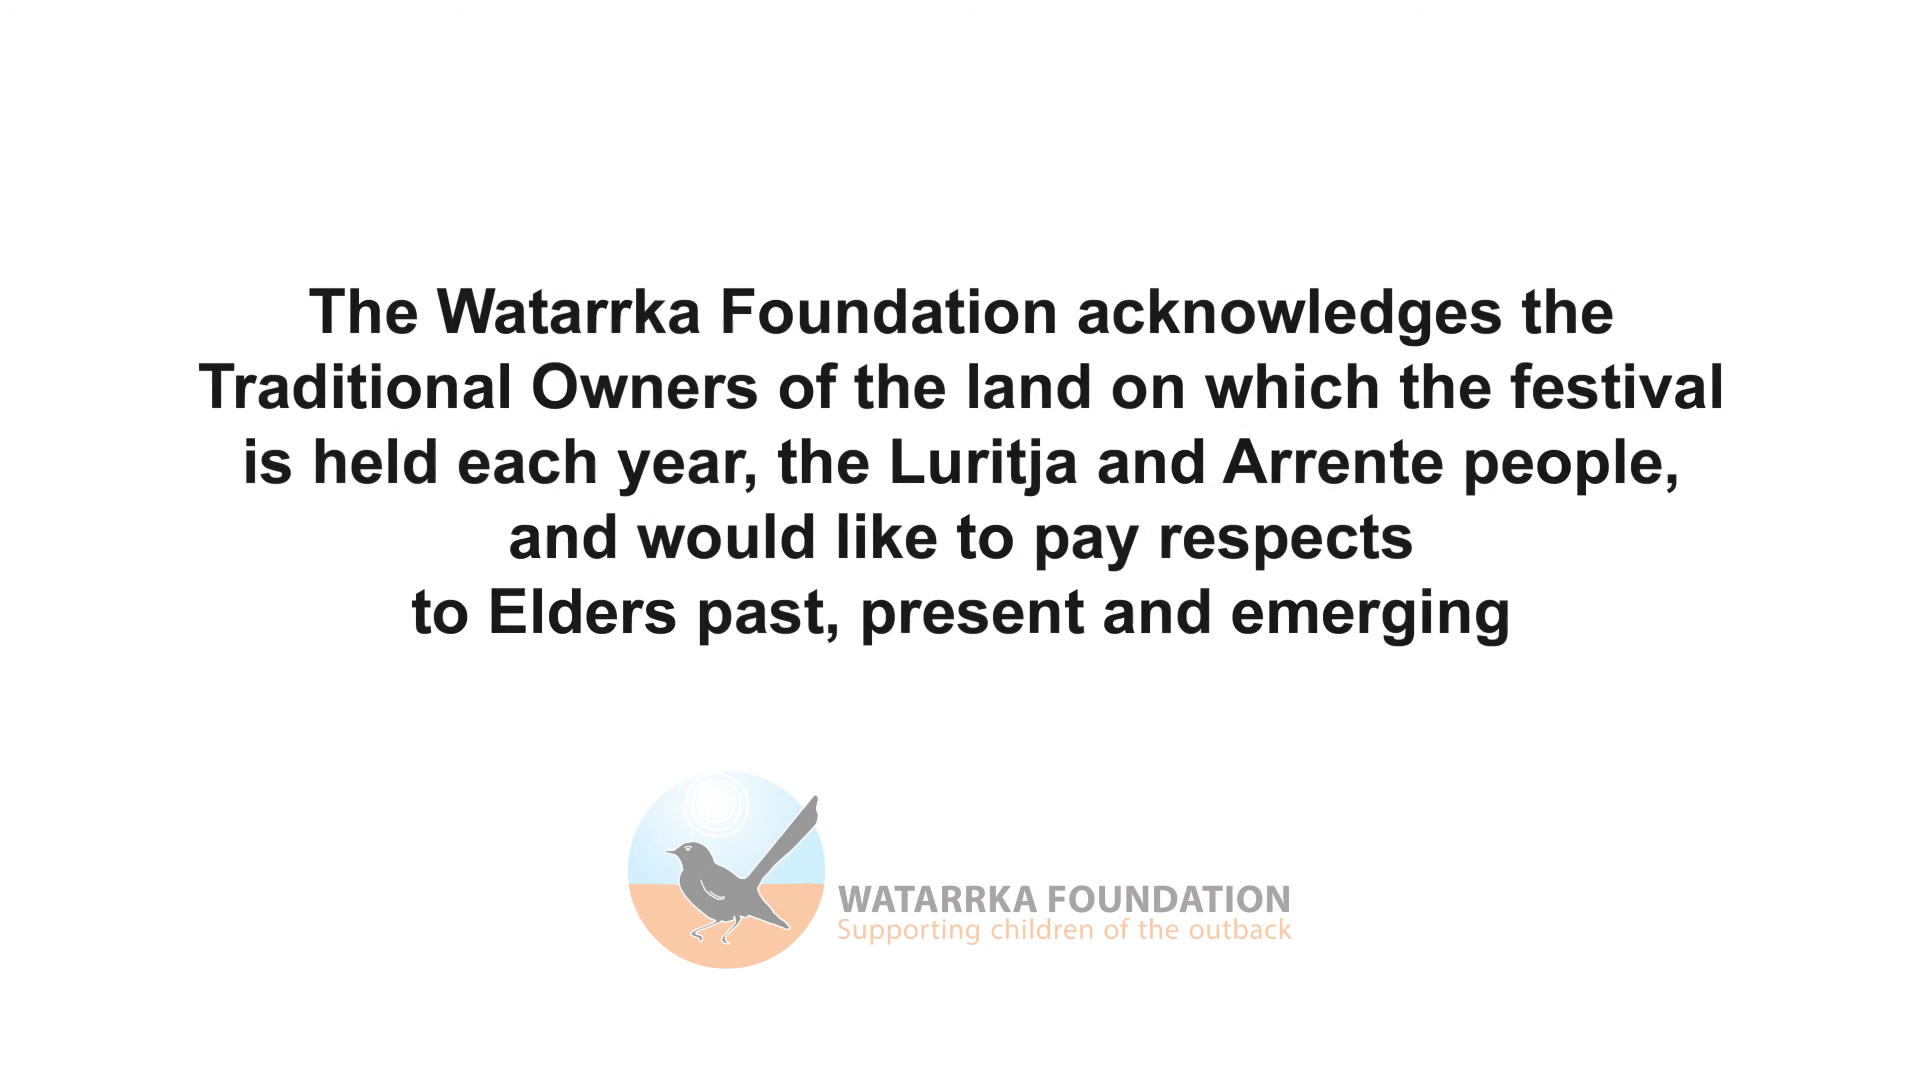 The Watarrka Foundation acknowledges the
Traditional Owners of the land on which the festival
is held each year, the Luritja and Arrente people,
and would like to pay respects
to Elders past, present and emerging
WATARRKA FOUNDATION
Supporting children of the outback